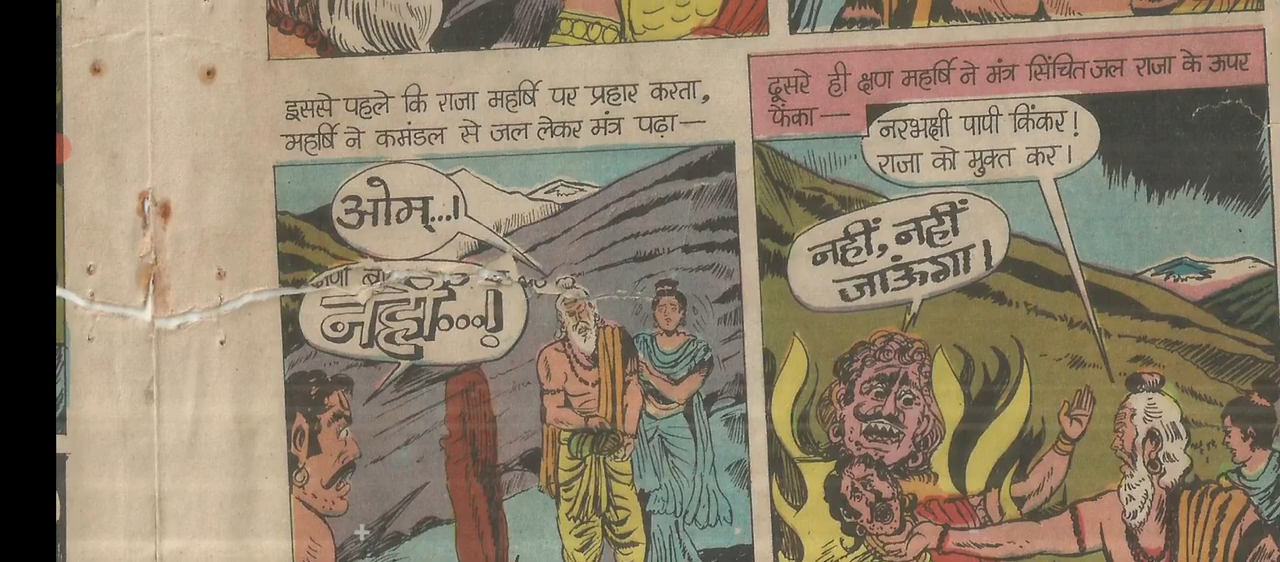 इससे पहले कि राजा महर्षि पर प्रहार करता,
महर्षि ने कमंडल से जल लेकर मंत्र पढ़ा—
ओम्...।
नहीं...!
दूसरे ही क्षण महर्षि ने मंत्र सिंचित जल राजा के ऊपर
फेंका—
नरभक्षी पापी किंकर!
राजा को मुक्त कर।
नहीं, नहीं
जाऊंगा।